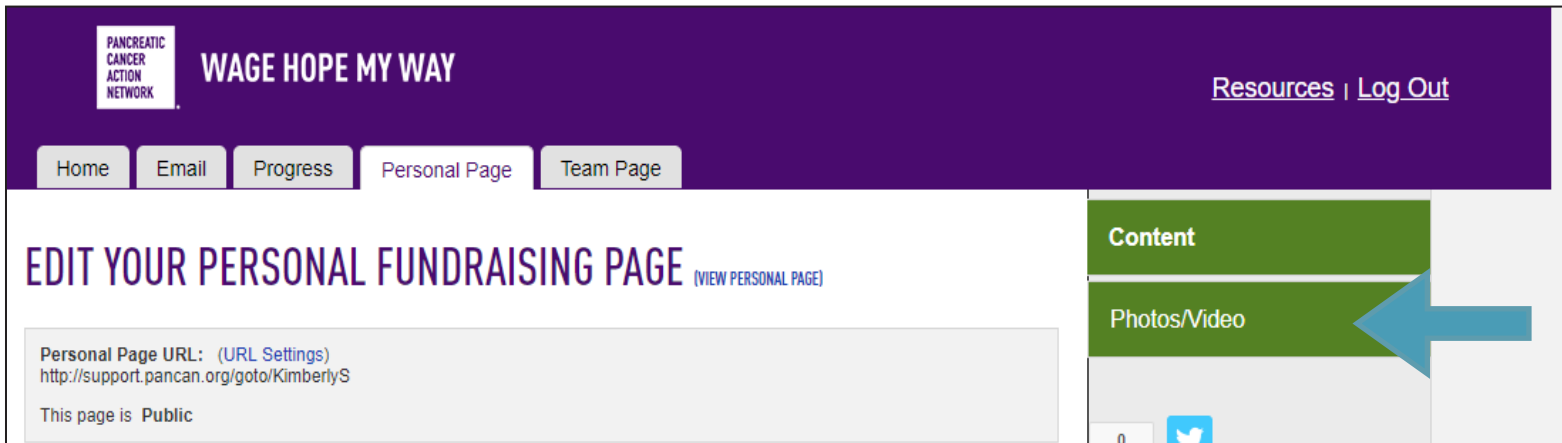 PANCREATIC
CANCER
ACTION
NETWORK
WAGE HOPE MY WAY
Resources | Log Out
Home Email Progress Personal Page Team Page
EDIT YOUR PERSONAL FUNDRAISING PAGE (VIEW PERSONAL PAGE)
Content
Photos/Video
Personal Page URL: (URL Settings)
http://support.pancan.org/goto/KimberlyS
This page is Public
0